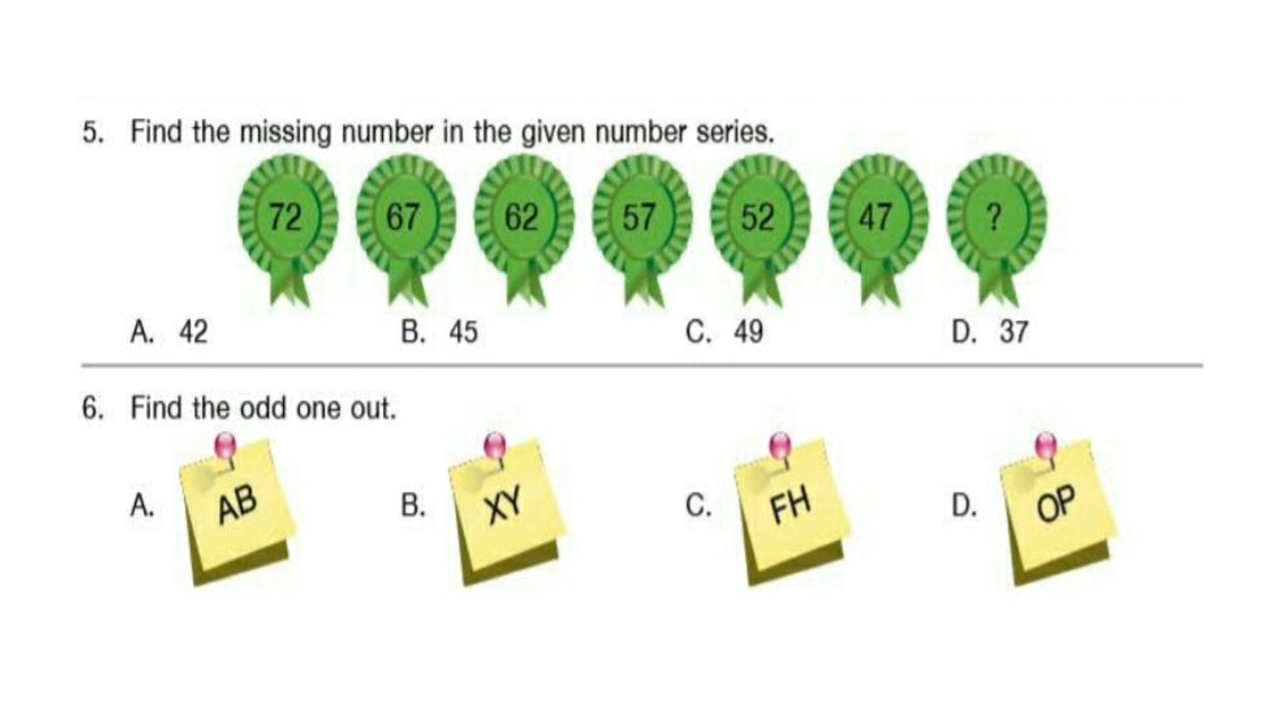 5. Find the missing number in the given number series.
72 67 62 57 52 47 ?
A. 42 B. 45 C. 49 D. 37
6. Find the odd one out.
A. AB B. XY C. FH D. OP